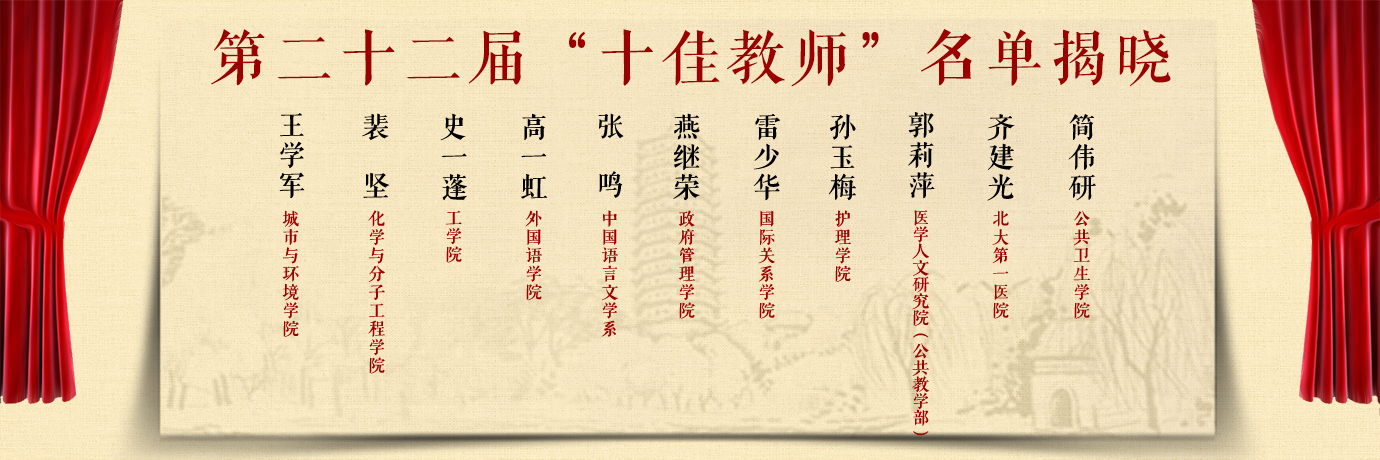 第二十二届“十佳教师”名单揭晓
王学军
城市与环境学院
裴 坚
化学与分子工程学院
史一蓬
工学院
高一虹
外国语学院
张 鸣
中国语言文学系
燕继荣
政府管理学院
雷少华
国际关系学院
孙玉梅
护理学院
郭莉萍
医学人文研究院（公共教学部）
齐建光
北大第一医院
简伟研
公共卫生学院